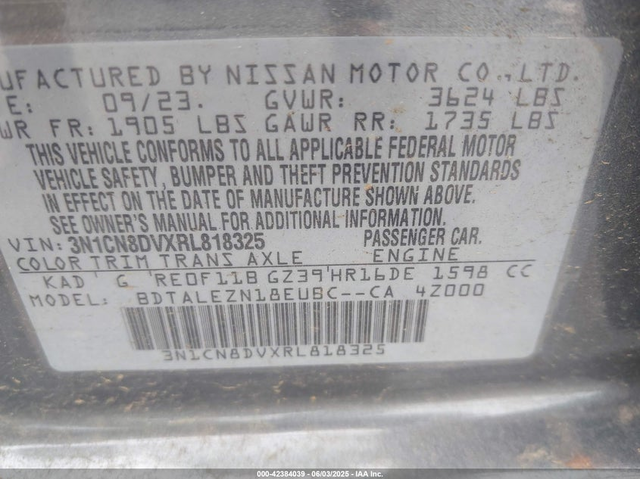 UFACTURED BY NISSAN MOTOR CO.,LTD.
E: 09/23. GVWR: 3624 LBS
WR FR: 1905 LBS GAWR RR: 1735 LBS
THIS VEHICLE CONFORMS TO ALL APPLICABLE FEDERAL MOTOR
VEHICLE SAFETY, BUMPER AND THEFT PREVENTION STANDARDS
IN EFFECT ON THE DATE OF MANUFACTURE SHOWN ABOVE.
SEE OWNER'S MANUAL FOR ADDITIONAL INFORMATION.
VIN: 3N1CN8DVXRL818325 PASSENGER CAR.
COLOR TRIM TRANS AXLE ENGINE
KAD G RE0F11B GZ39 HR16DE 1598 CC
MODEL: BDTALEZN18EUBC--CA 4Z000
3N1CN8DVXRL818325
000-42384039 | 06/03/2025 | IAA Inc.